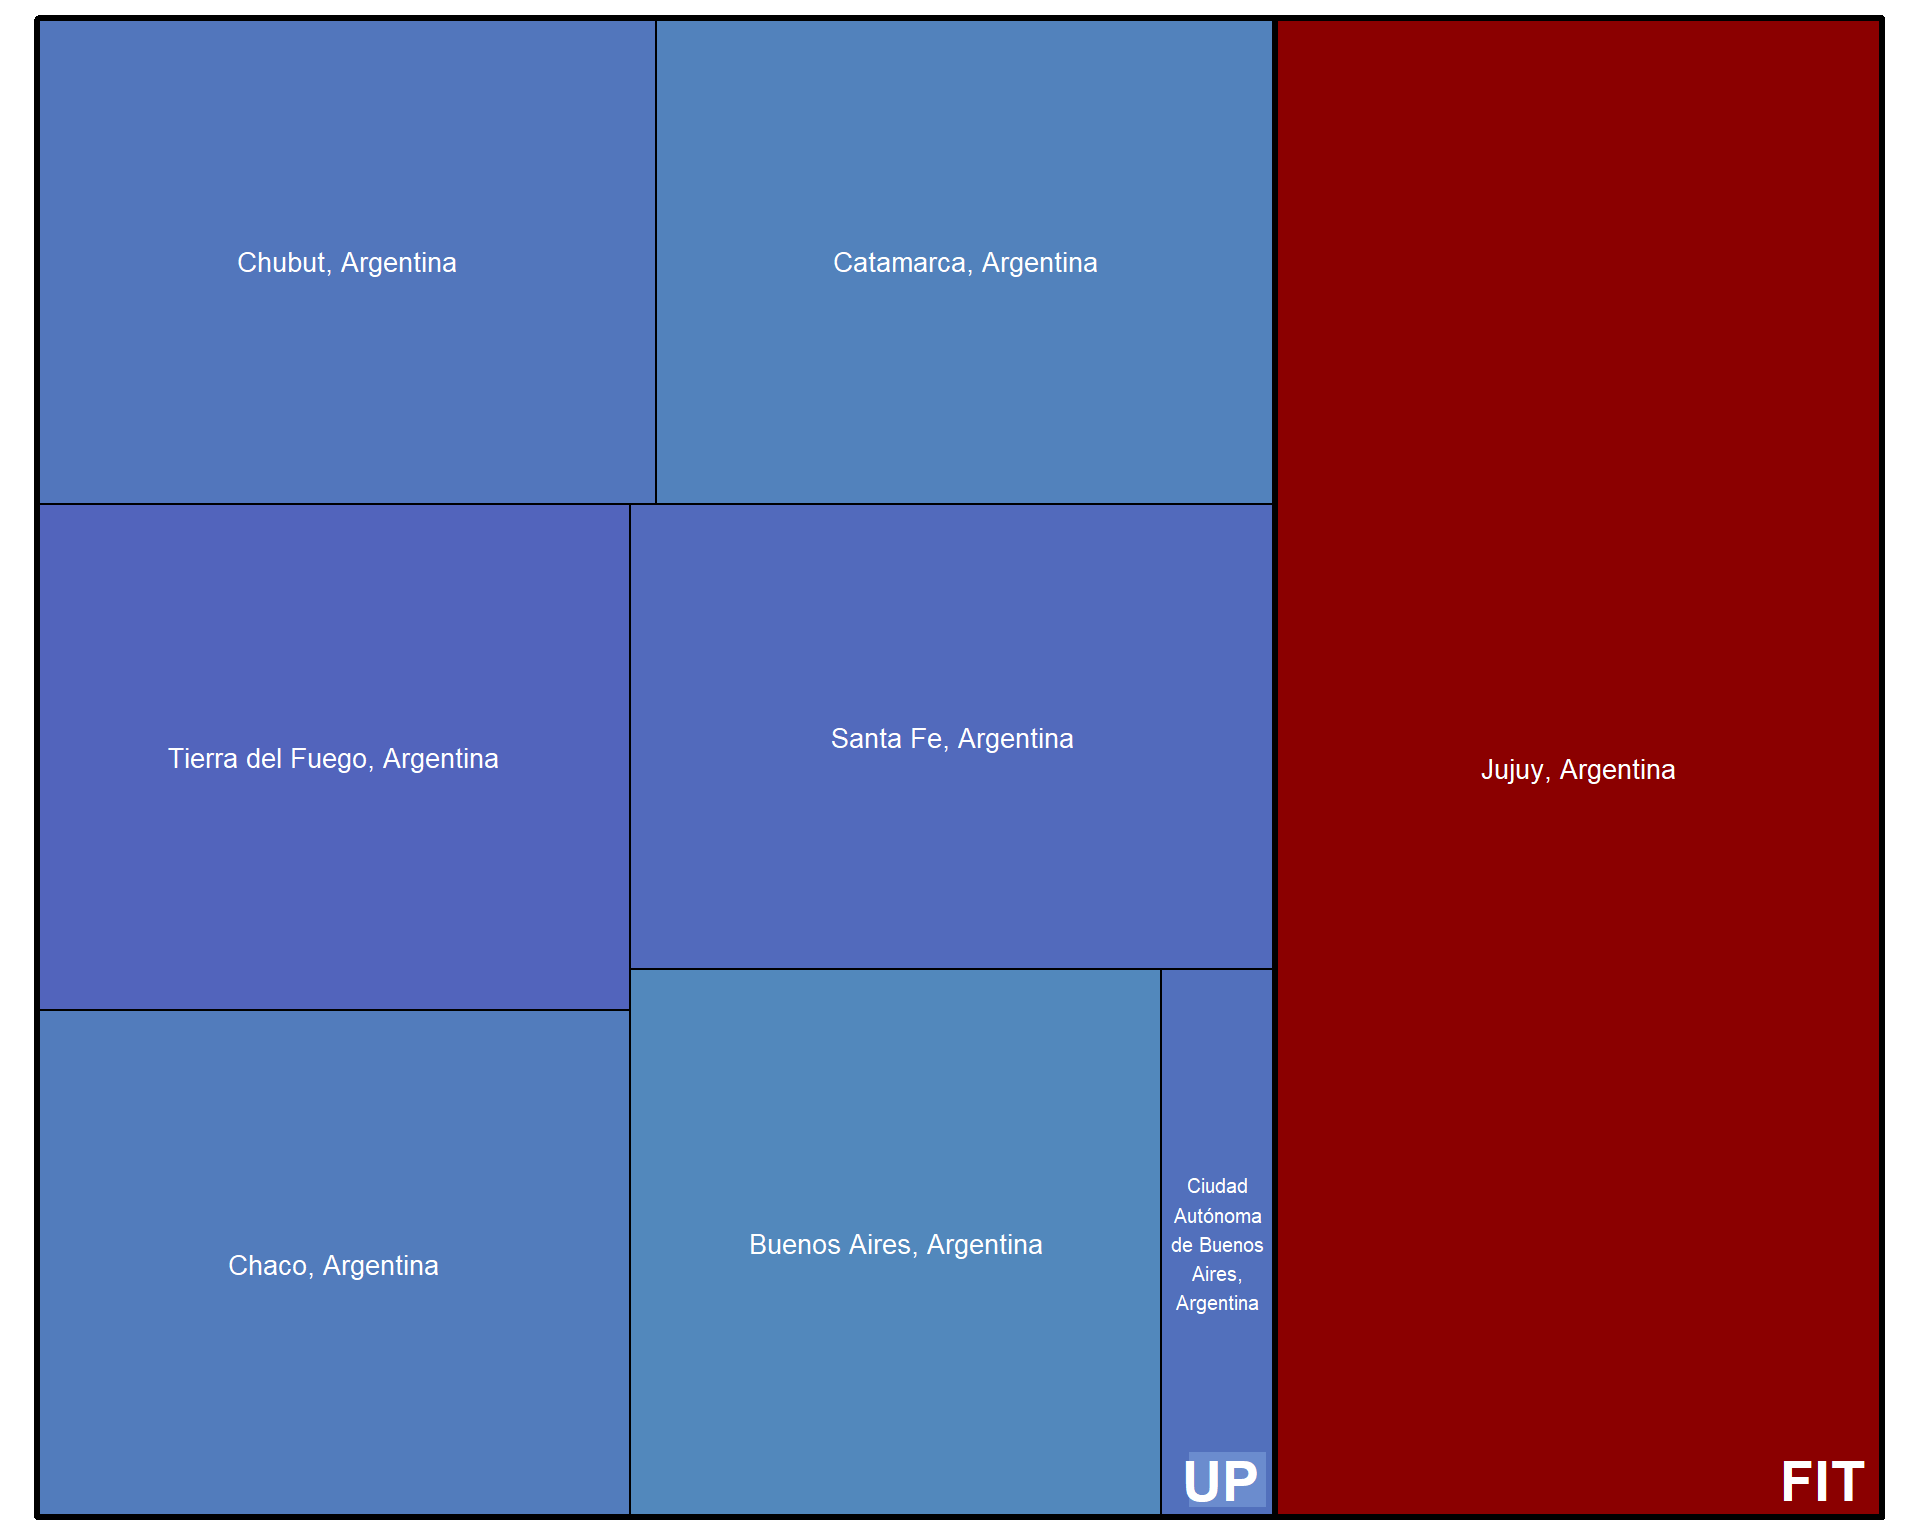 Chubut, Argentina
Catamarca, Argentina
Tierra del Fuego, Argentina
Santa Fe, Argentina
Jujuy, Argentina
Chaco, Argentina
Buenos Aires, Argentina
Ciudad
Autónoma
de Buenos
Aires,
Argentina
UP
FIT